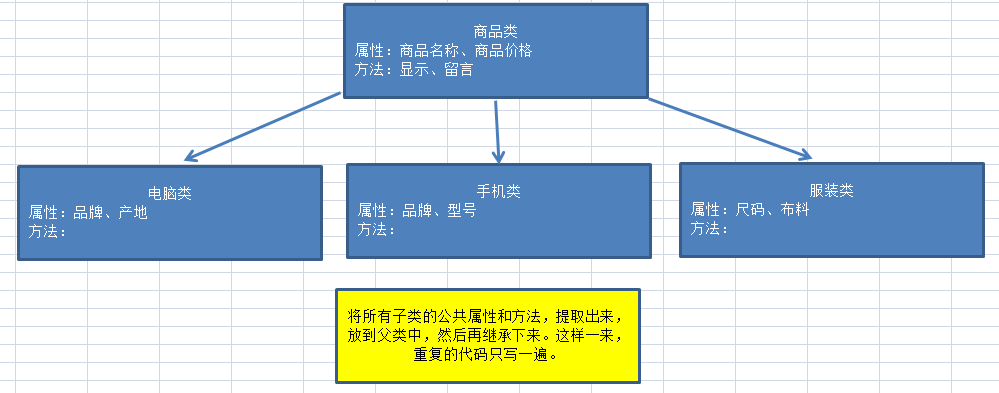 商品类
属性：商品名称、商品价格
方法：显示、留言
电脑类
属性：品牌、产地
方法：
手机类
属性：品牌、型号
方法：
服装类
属性：尺码、布料
方法：
将所有子类的公共属性和方法，提取出来，
放到父类中，然后再继承下来。这样一来，
重复的代码只写一遍。